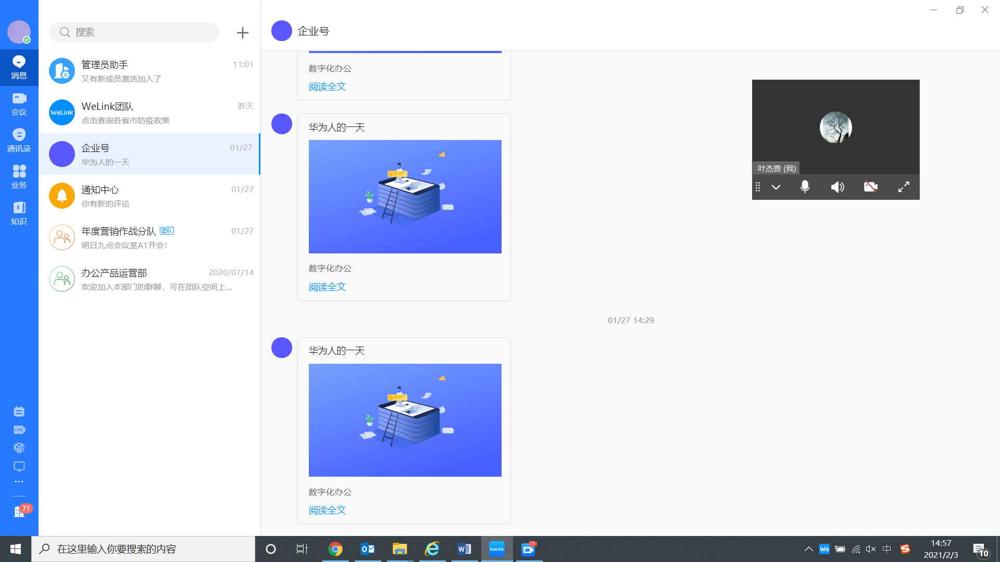 搜索
消息
会议
通讯录
业务
知识
LIVE
71
管理员助手
11:01
又有新成员激活加入了
WeLink
WeLink团队
昨天
点击查询各省市防疫政策
企业号
01/27
华为人的一天
通知中心
01/27
你有新的评论
年度营销作战分队 团队
01/27
明日九点会议室A1开会!
办公产品运营部
2020/07/14
欢迎加入本部门的群聊，可在团队空间上...
企业号
数字化办公
阅读全文
华为人的一天
数字化办公
阅读全文
01/27 14:29
华为人的一天
数字化办公
阅读全文
叶杰贵 (我)
在这里输入你要搜索的内容
WeLink
We
中
14:57
2021/2/3
10